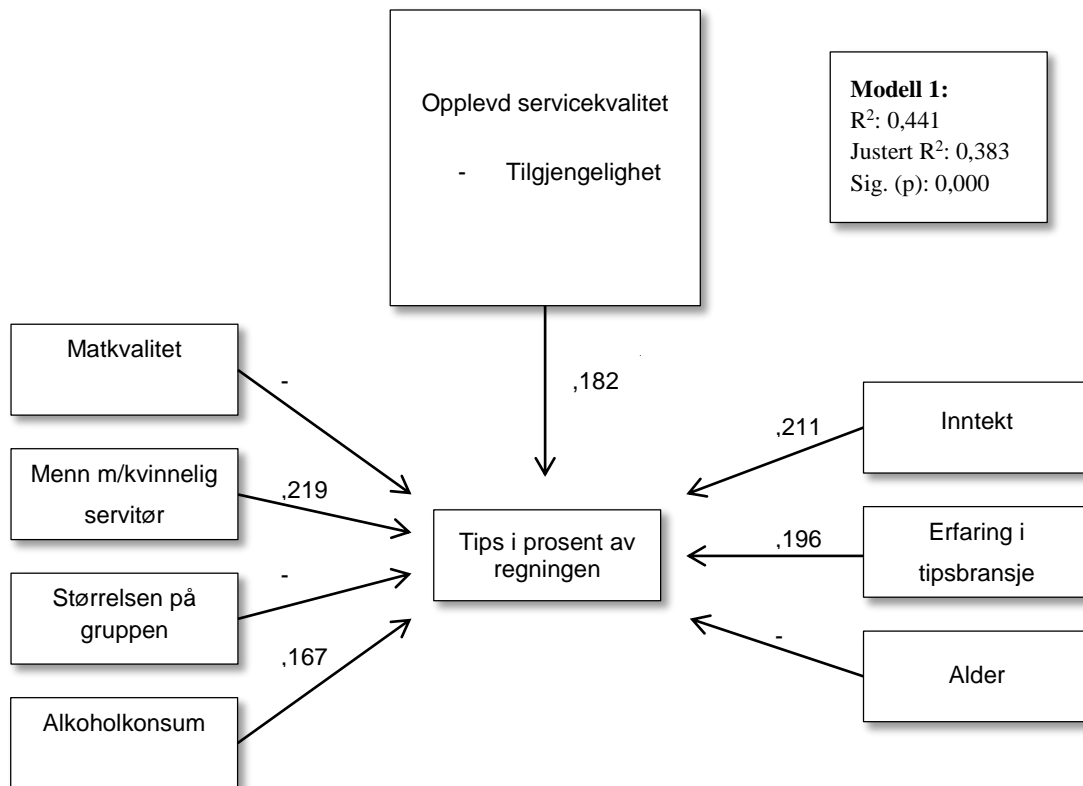 Opplevd servicekvalitet
- Tilgjengelighet
Modell 1:
R²: 0,441
Justert R²: 0,383
Sig. (p): 0,000
Matkvalitet
-
,182
Menn m/kvinnelig
servitør
,219
Størrelsen på
gruppen
-
Alkoholkonsum
,167
Tips i prosent av
regningen
Inntekt
,211
Erfaring i
tipsbransje
,196
Alder
-